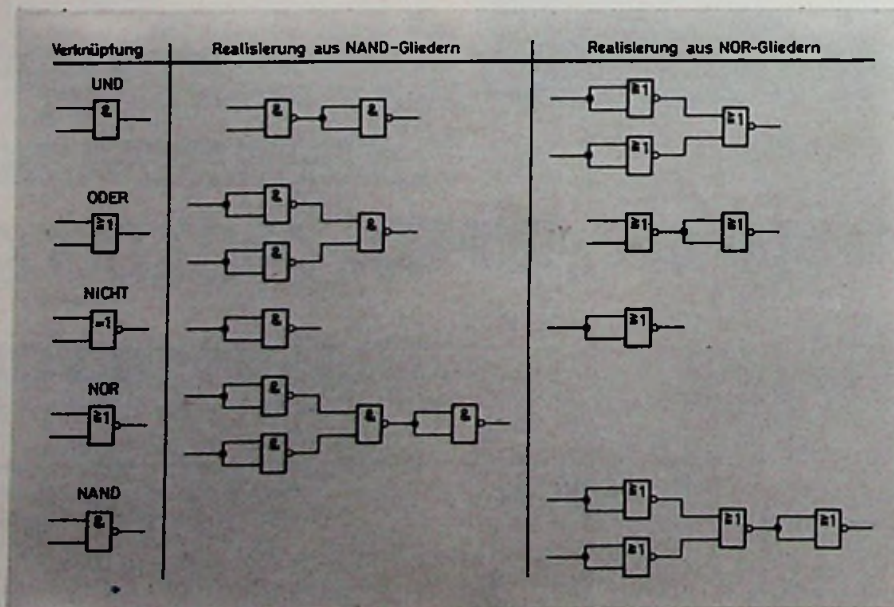 Verknüpfung Realisierung aus NAND-Gliedern Realisierung aus NOR-Gliedern
UND
& & & ≧1 ≧1
≧1
ODER
≧1 & & ≧1 ≧1
&
NICHT
=1 & ≧1
NOR
≧1 & & &
&
NAND
& ≧1 ≧1 ≧1
≧1